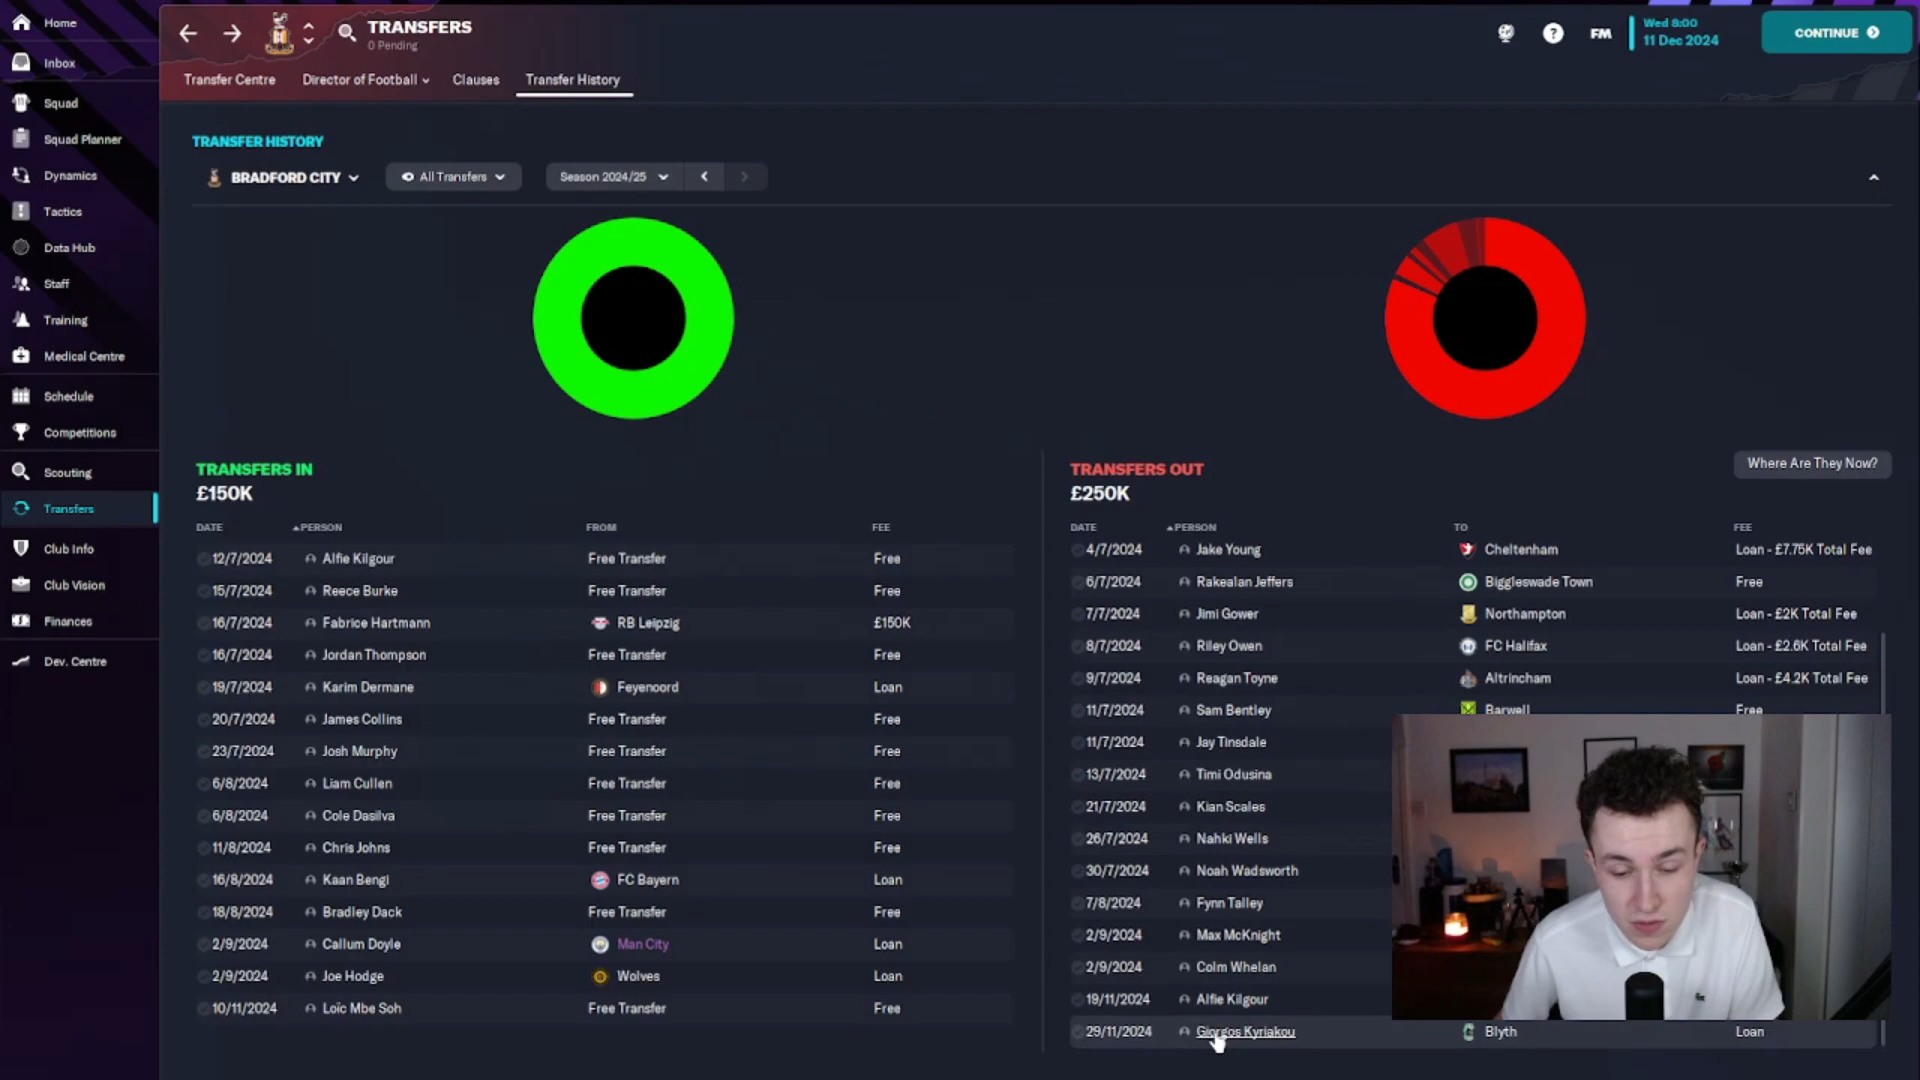 Home
Inbox
Squad
Squad Planner
Dynamics
Tactics
Data Hub
Staff
Training
Medical Centre
Schedule
Competitions
Scouting
Transfers
Club Info
Club Vision
Finances
Dev. Centre
TRANSFERS
0 Pending
? FM
Wed 8:00
11 Dec 2024
CONTINUE
Transfer Centre Director of Football Clauses Transfer History
TRANSFER HISTORY
BRADFORD CITY All Transfers Season 2024/25
TRANSFERS IN
£150K
DATE PERSON FROM FEE
12/7/2024 Alfie Kilgour Free Transfer Free
15/7/2024 Reece Burke Free Transfer Free
16/7/2024 Fabrice Hartmann RB Leipzig £150K
16/7/2024 Jordan Thompson Free Transfer Free
19/7/2024 Karim Dermane Feyenoord Loan
20/7/2024 James Collins Free Transfer Free
23/7/2024 Josh Murphy Free Transfer Free
6/8/2024 Liam Cullen Free Transfer Free
6/8/2024 Cole Dasilva Free Transfer Free
11/8/2024 Chris Johns Free Transfer Free
16/8/2024 Kaan Bengi FC Bayern Loan
18/8/2024 Bradley Dack Free Transfer Free
2/9/2024 Callum Doyle Man City Loan
2/9/2024 Joe Hodge Wolves Loan
10/11/2024 Loïc Mbe Soh Free Transfer Free
TRANSFERS OUT
£250K
Where Are They Now?
DATE PERSON TO FEE
4/7/2024 Jake Young Cheltenham Loan - £7.75K Total Fee
6/7/2024 Rakealan Jeffers Biggleswade Town Free
7/7/2024 Jimi Gower Northampton Loan - £2K Total Fee
8/7/2024 Riley Owen FC Halifax Loan - £2.6K Total Fee
9/7/2024 Reagan Toyne Altrincham Loan - £4.2K Total Fee
11/7/2024 Sam Bentley Barwell Free
11/7/2024 Jay Tinsdale
13/7/2024 Timi Odusina
21/7/2024 Kian Scales
26/7/2024 Nahki Wells
30/7/2024 Noah Wadsworth
7/8/2024 Fynn Talley
2/9/2024 Max McKnight
2/9/2024 Colm Whelan
19/11/2024 Alfie Kilgour
29/11/2024 Giorgos Kyriakou Blyth Loan